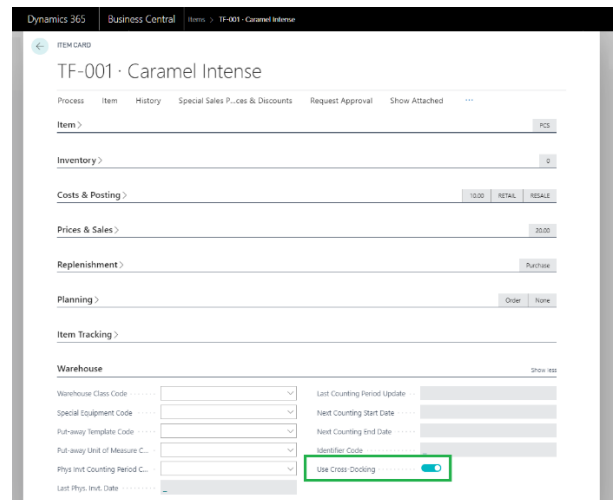 Dynamics 365 Business Central Items > TF-001 · Caramel Intense
ITEM CARD
TF-001 · Caramel Intense
Process Item History Special Sales P...ces & Discounts Request Approval Show Attached ...
Item > PCS
Inventory > 0
Costs & Posting > 10.00 RETAIL RESALE
Prices & Sales > 20.00
Replenishment > Purchase
Planning > Order None
Item Tracking >
Warehouse Show less
Warehouse Class Code Last Counting Period Update
Special Equipment Code Next Counting Start Date
Put-away Template Code Next Counting End Date
Put-away Unit of Measure C... Identifier Code _
Phys Invt Counting Period C... Use Cross-Docking
Last Phys. Invt. Date _